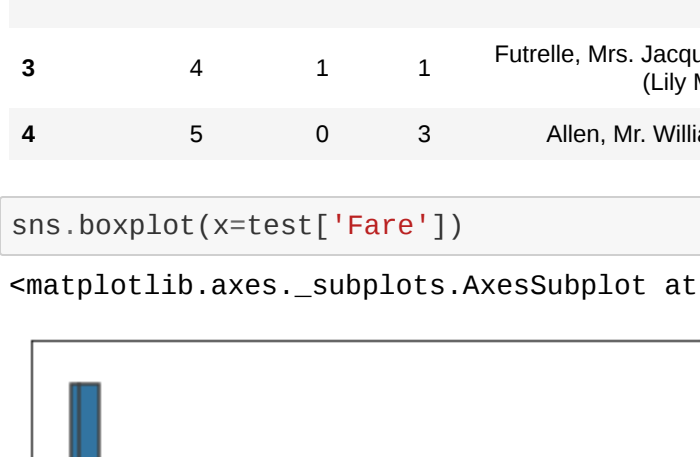 3 4 1 1 Futrelle, Mrs. Jacqu
(Lily
4 5 0 3 Allen, Mr. Willi
sns.boxplot(x=test['Fare'])
<matplotlib.axes._subplots.AxesSubplot at